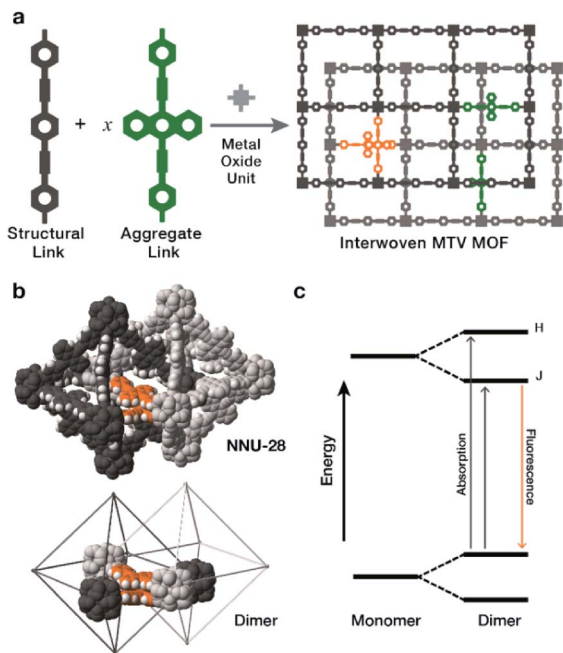 a
+ x
Metal
Oxide
Unit
Structural
Link
Aggregate
Link
Interwoven MTV MOF
b
NNU-28
Dimer
c
H
J
Energy
Absorption
Fluorescence
Monomer
Dimer